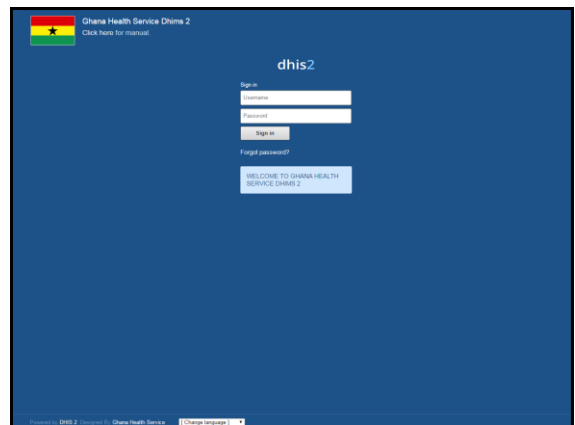 Ghana Health Service Dhims 2
Click here for manual.
dhis2
Sign in
Username
Password
Sign in
Forgot password?
WELCOME TO GHANA HEALTH
SERVICE DHIMS 2
Powered by DHIS 2 Designed By Ghana Health Service [ Change language ]